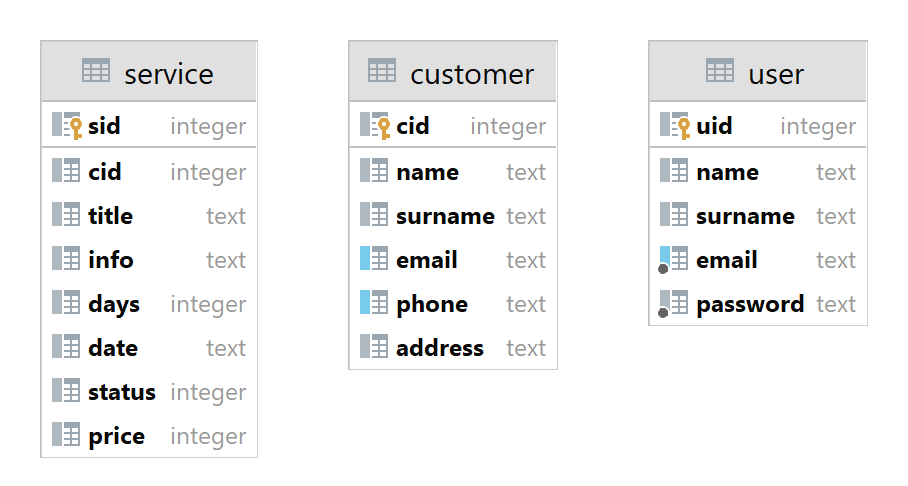 service
sid integer
cid integer
title text
info text
days integer
date text
status integer
price integer
customer
cid integer
name text
surname text
email text
phone text
address text
user
uid integer
name text
surname text
email text
password text